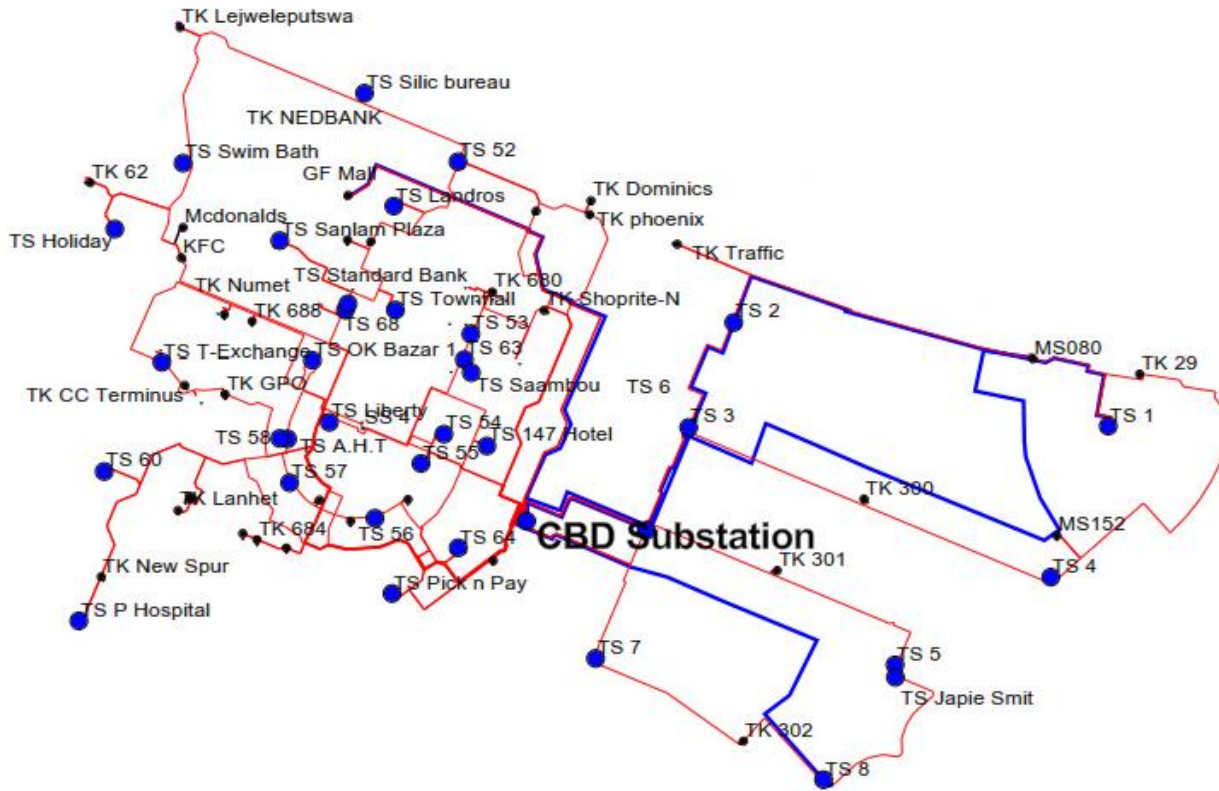 TK Lejweleputswa
TS Silic bureau
TK NEDBANK
TS Swim Bath
TS 52
TK 62
GF Mall
TK Dominics
TS Landros
TK phoenix
Mcdonalds
TS Holiday
TS Sanlam Plaza
KFC
TK Traffic
TS Standard Bank
TK Numet
TK 680
TK 688
TS Townhall
TK Shoprite-N
TS 68
TS 2
TS 53
TS T-Exchange
TS OK Bazar 1
TS 63
MS080
TK 29
TK CC Terminus
TK GPO
TS Saambou
TS 6
TS Liberty
SS 4
TS 3
TS 1
TS 58
TS A.H.T
TS 54
TS 147 Hotel
TS 60
TS 55
TS 57
TK Lanhet
TK 300
TK 684
TS 56
TS 64
CBD Substation
MS152
TK New Spur
TS Pick n Pay
TK 301
TS 4
TS P Hospital
TS 7
TS 5
TS Japie Smit
TK 302
TS 8